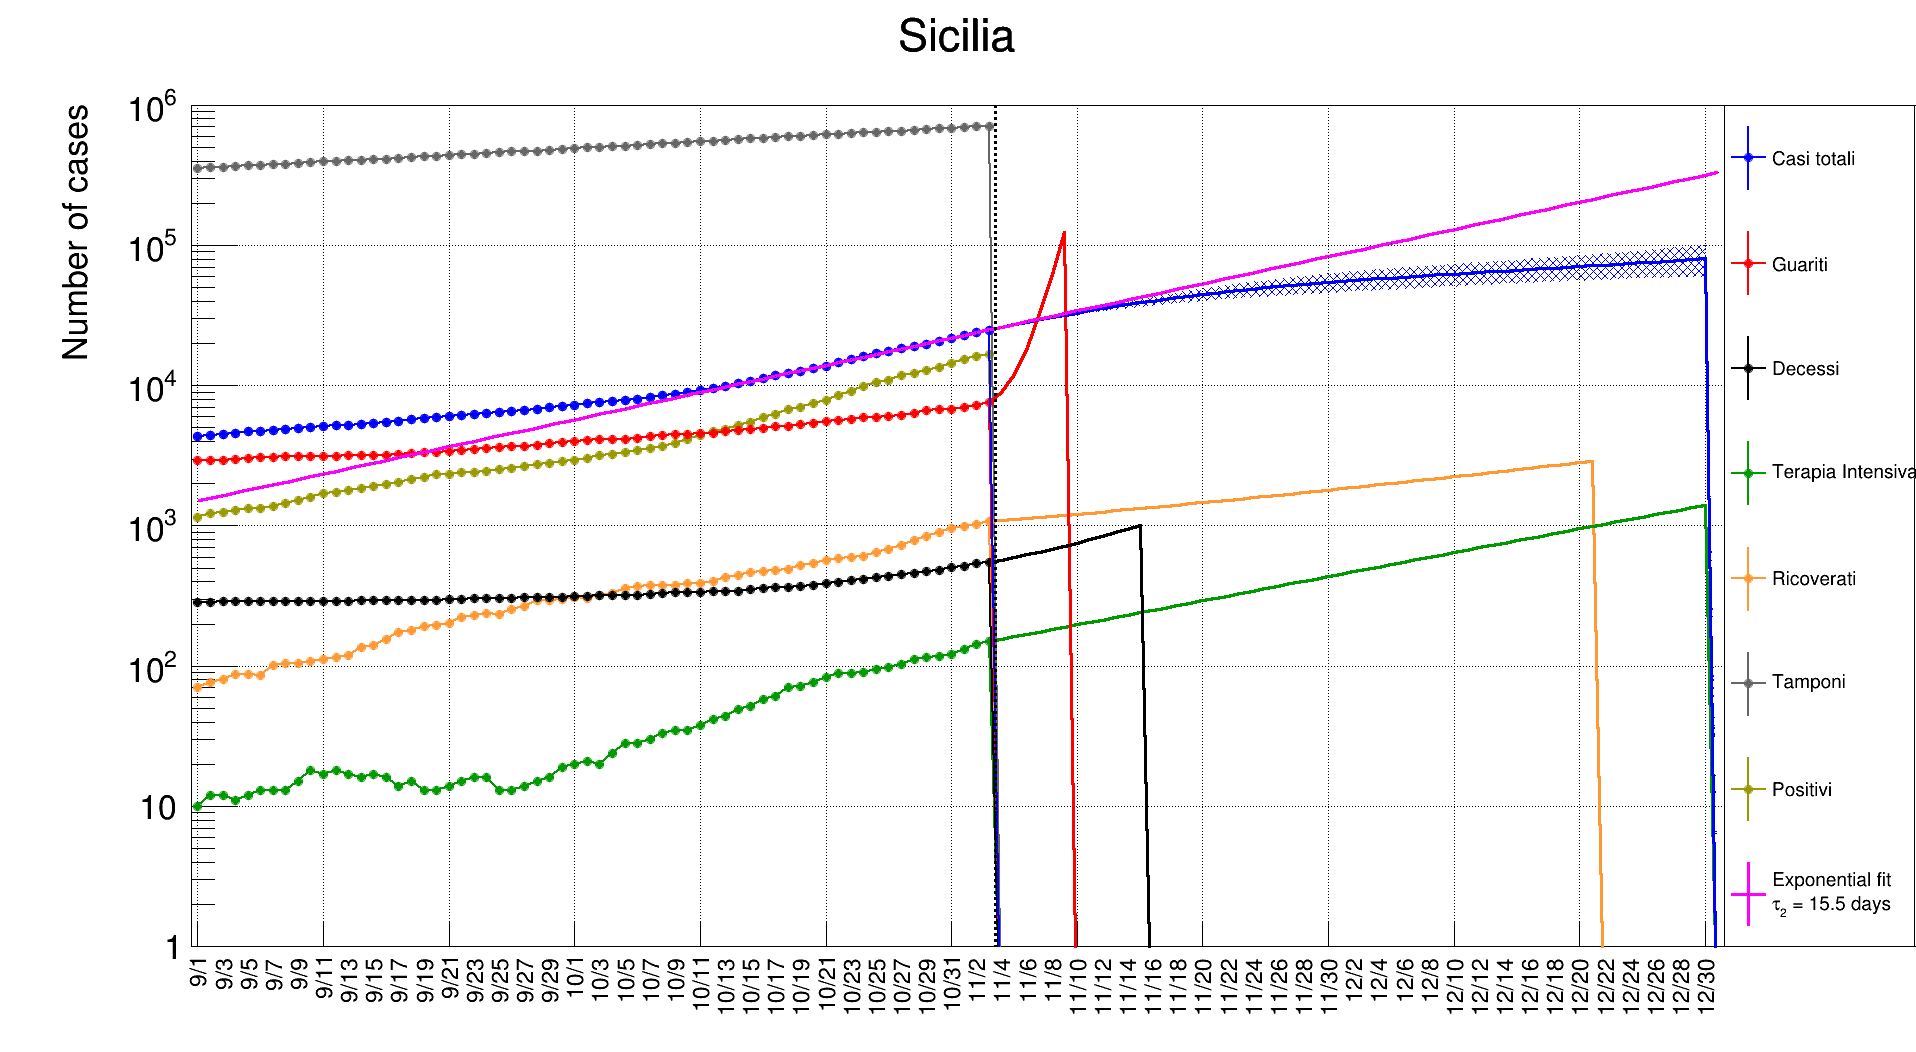 Sicilia
Number of cases
10^6
10^5
10^4
10^3
10^2
10
1
9/1 9/3 9/5 9/7 9/9 9/11 9/13 9/15 9/17 9/19 9/21 9/23 9/25 9/27 9/29 10/1 10/3 10/5 10/7 10/9 10/11 10/13 10/15 10/17 10/19 10/21 10/23 10/25 10/27 10/29 10/31 11/2 11/4 11/6 11/8 11/10 11/12 11/14 11/16 11/18 11/20 11/22 11/24 11/26 11/28 11/30 12/2 12/4 12/6 12/8 12/10 12/12 12/14 12/16 12/18 12/20 12/22 12/24 12/26 12/28 12/30
Casi totali
Guariti
Decessi
Terapia Intensiva
Ricoverati
Tamponi
Positivi
Exponential fit
τ₂ = 15.5 days